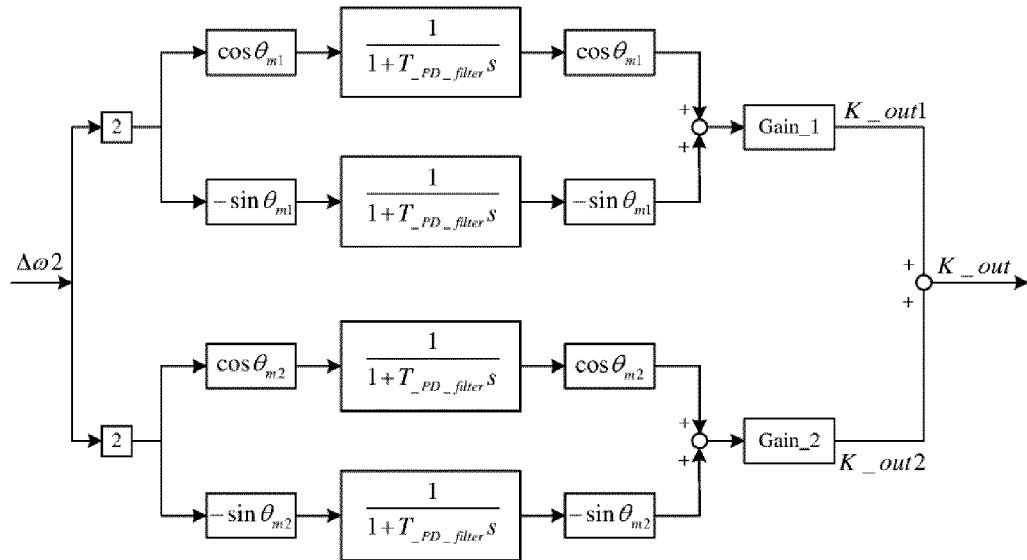 cos θm1
1
1+T_PD_filter s
cos θm1
2
+
+
Gain_1
K_out1
−sin θm1
1
1+T_PD_filter s
−sin θm1
Δω2
+
+
K_out
cos θm2
1
1+T_PD_filter s
cos θm2
2
+
+
Gain_2
K_out2
−sin θm2
1
1+T_PD_filter s
−sin θm2